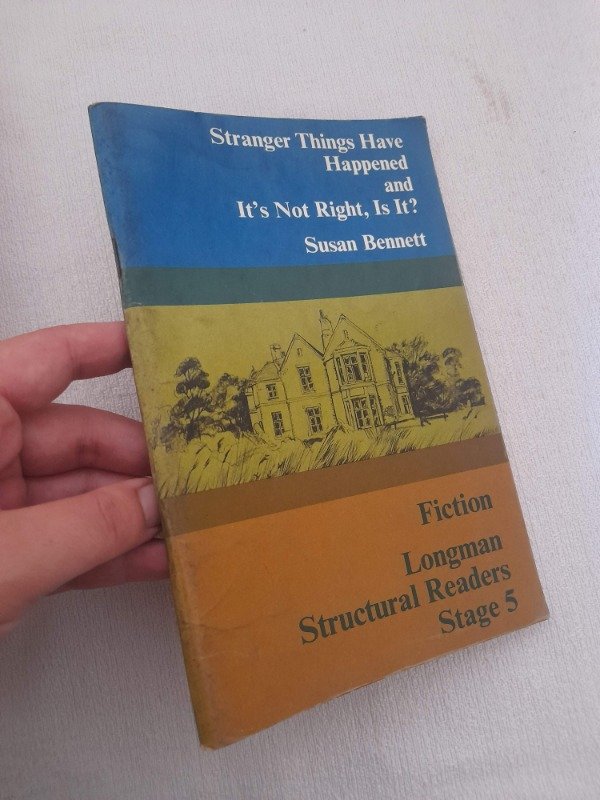 Stranger Things Have
Happened
and
It's Not Right, Is It?
Susan Bennett
Fiction
Longman
Structural Readers
Stage 5